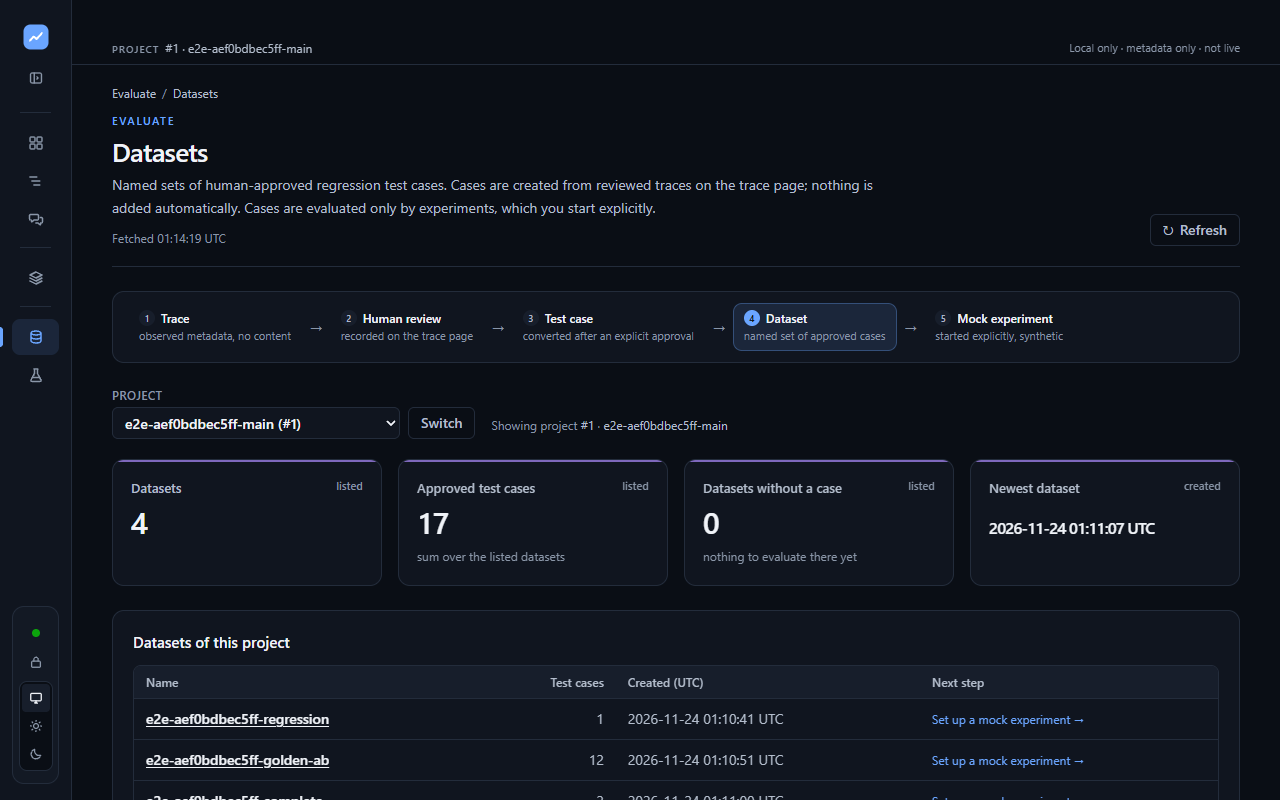 PROJECT #1 · e2e-aef0bdbec5ff-main
Local only · metadata only · not live
Evaluate / Datasets
EVALUATE
Datasets
Named sets of human-approved regression test cases. Cases are created from reviewed traces on the trace page; nothing is
added automatically. Cases are evaluated only by experiments, which you start explicitly.
Fetched 01:14:19 UTC
↻ Refresh
1 Trace
observed metadata, no content
→
2 Human review
recorded on the trace page
→
3 Test case
converted after an explicit approval
→
4 Dataset
named set of approved cases
→
5 Mock experiment
started explicitly, synthetic
PROJECT
e2e-aef0bdbec5ff-main (#1)
Switch
Showing project #1 · e2e-aef0bdbec5ff-main
Datasets listed
4
Approved test cases listed
17
sum over the listed datasets
Datasets without a case listed
0
nothing to evaluate there yet
Newest dataset created
2026-11-24 01:11:07 UTC
Datasets of this project
Name Test cases Created (UTC) Next step
e2e-aef0bdbec5ff-regression 1 2026-11-24 01:10:41 UTC Set up a mock experiment →
e2e-aef0bdbec5ff-golden-ab 12 2026-11-24 01:10:51 UTC Set up a mock experiment →